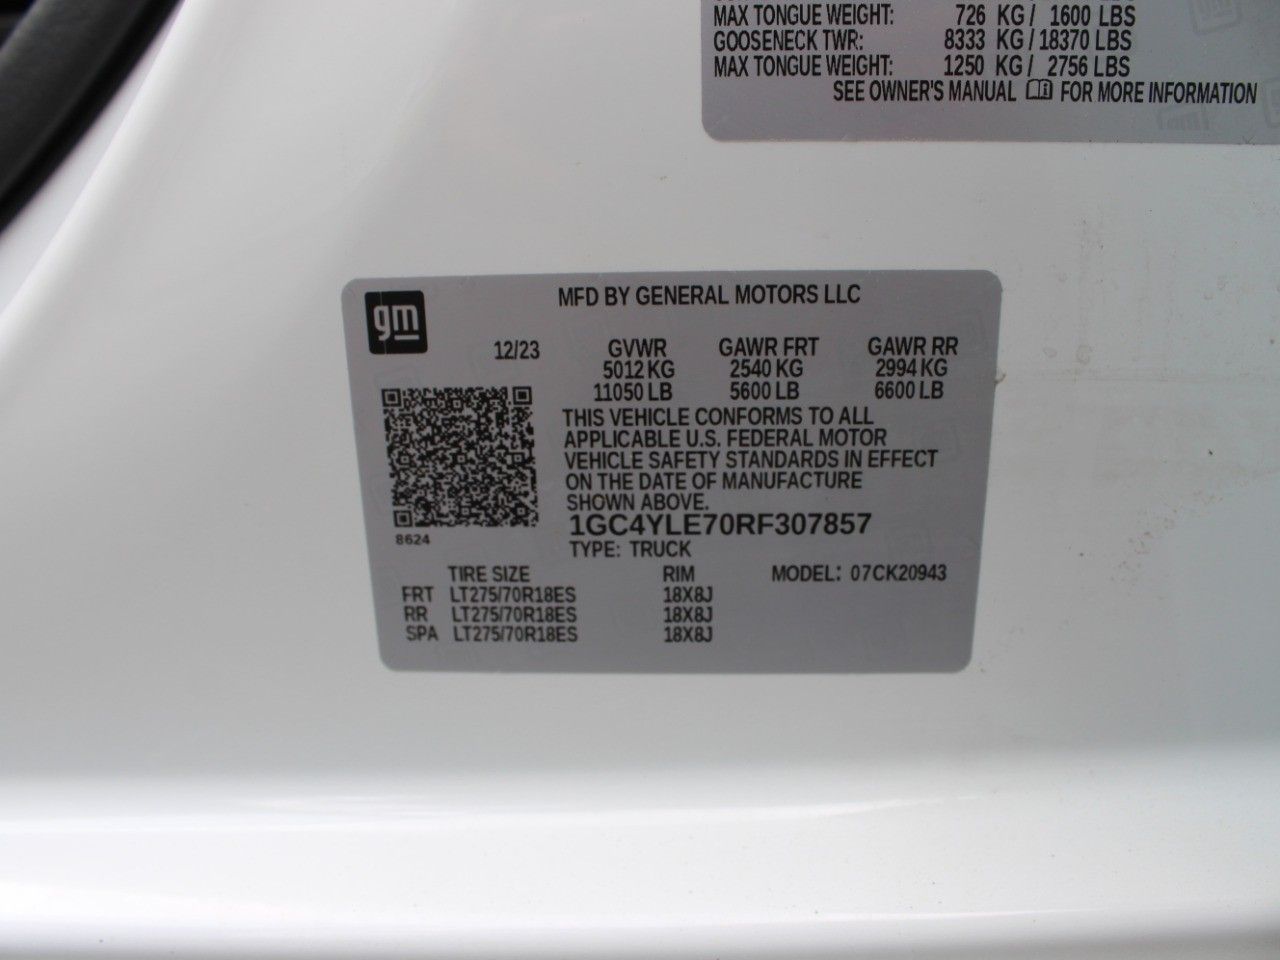 MAX TONGUE WEIGHT: 726 KG / 1600 LBS
GOOSENECK TWR: 8333 KG / 18370 LBS
MAX TONGUE WEIGHT: 1250 KG / 2756 LBS
SEE OWNER'S MANUAL FOR MORE INFORMATION
gm
MFD BY GENERAL MOTORS LLC
12/23 GVWR GAWR FRT GAWR RR
5012 KG 2540 KG 2994 KG
11050 LB 5600 LB 6600 LB
THIS VEHICLE CONFORMS TO ALL
APPLICABLE U.S. FEDERAL MOTOR
VEHICLE SAFETY STANDARDS IN EFFECT
ON THE DATE OF MANUFACTURE
SHOWN ABOVE.
1GC4YLE70RF307857
8624
TYPE: TRUCK
TIRE SIZE RIM MODEL: 07CK20943
FRT LT275/70R18ES 18X8J
RR LT275/70R18ES 18X8J
SPA LT275/70R18ES 18X8J